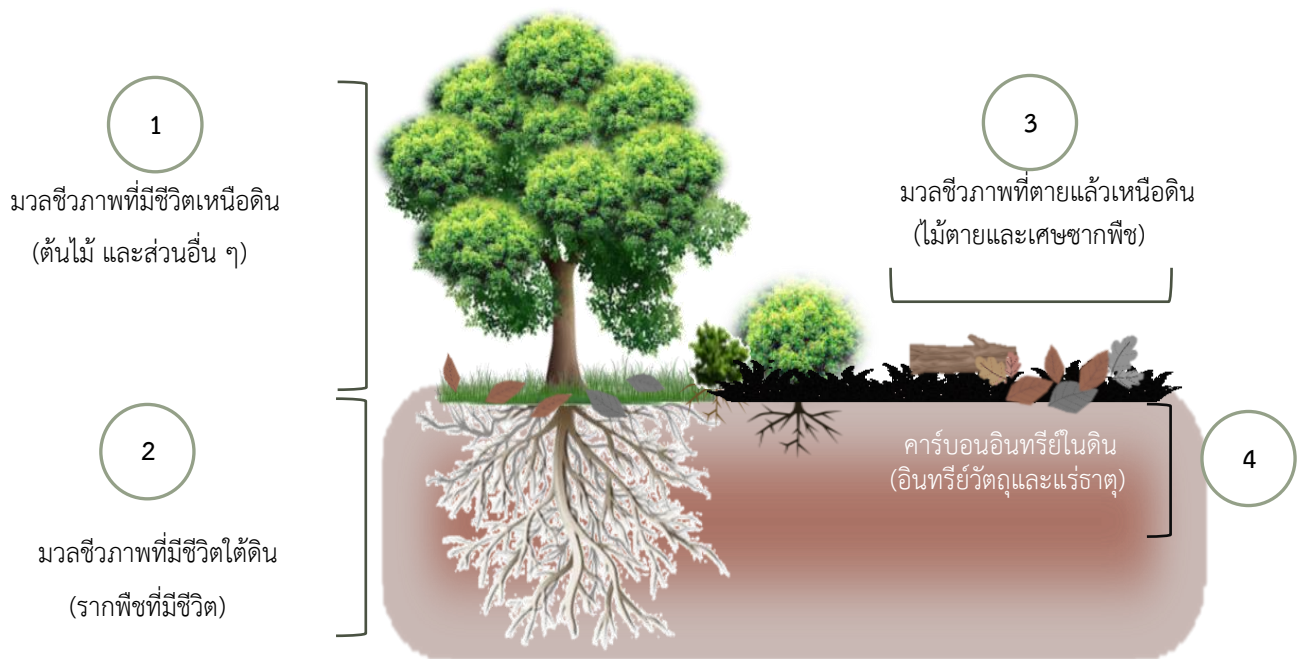 1
มวลชีวภาพที่มีชีวิตเหนือดิน
(ต้นไม้ และส่วนอื่น ๆ)
2
มวลชีวภาพที่มีชีวิตใต้ดิน
(รากพืชที่มีชีวิต)
3
มวลชีวภาพที่ตายแล้วเหนือดิน
(ไม้ตายและเศษซากพืช)
คาร์บอนอินทรีย์ในดิน
(อินทรีย์วัตถุและแร่ธาตุ)
4